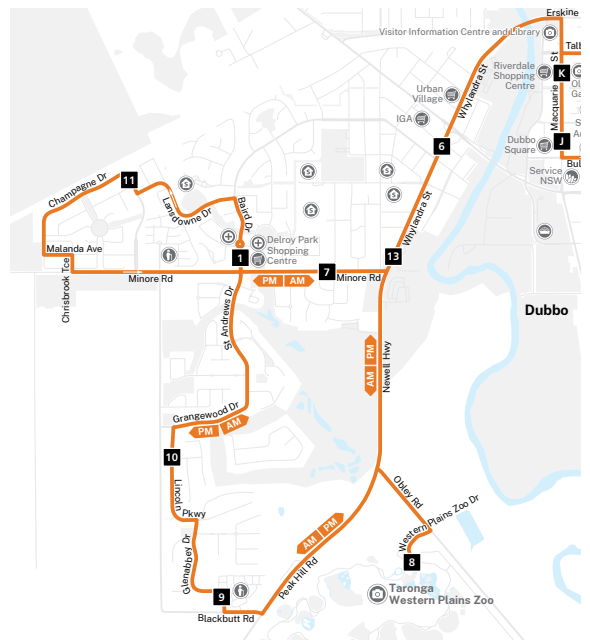 Erskine
Visitor Information Centre and Library
Talb
Riverdale
Shopping
Centre
K
Macquarie St
Ol
Ga
Urban
Village
Whylandra St
IGA
J
S
A
Dubbo
Square
6
Bul
Service
NSW
11
Champagne Dr
Lansdowne Dr
Baird Dr
Whylandra St
Delroy Park
Shopping
Centre
Malanda Ave
1
13
Chrisbrook Tce
Minore Rd
7
Minore Rd
PM
AM
Dubbo
St Andrews Dr
PM
AM
Newell Hwy
Grangewood Dr
PM
AM
10
Lincoln
Pkwy
Obley Rd
Western Plains Zoo Dr
AM
PM
8
Glenabbey Dr
Peak Hill Rd
9
Blackbutt Rd
Taronga
Western Plains Zoo